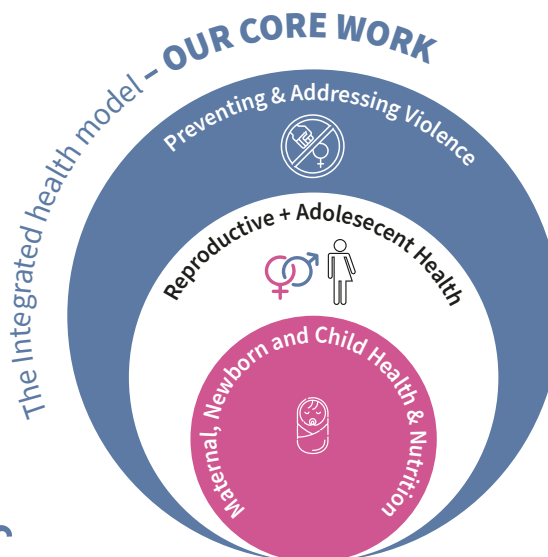 The Integrated health model – OUR CORE WORK
Preventing & Addressing Violence
Reproductive + Adolesecent Health
Maternal, Newborn and Child Health & Nutrition